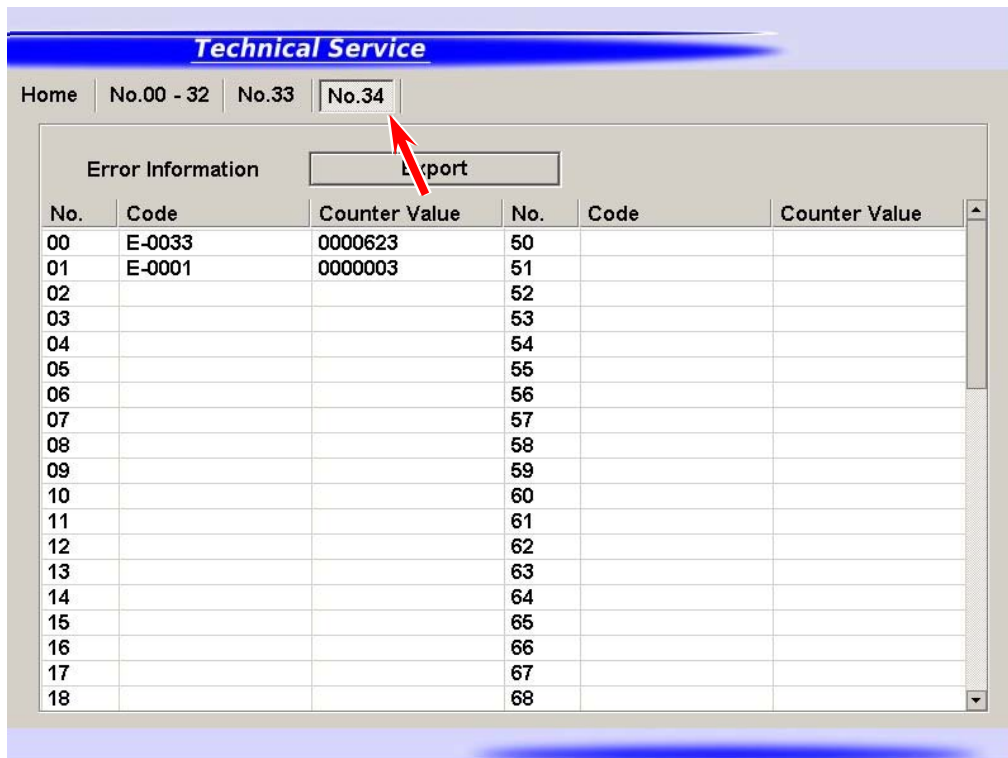 Technical Service
Home No.00 - 32 No.33 No.34
Error Information Export
No. Code Counter Value No. Code Counter Value
00 E-0033 0000623 50
01 E-0001 0000003 51
02 52
03 53
04 54
05 55
06 56
07 57
08 58
09 59
10 60
11 61
12 62
13 63
14 64
15 65
16 66
17 67
18 68